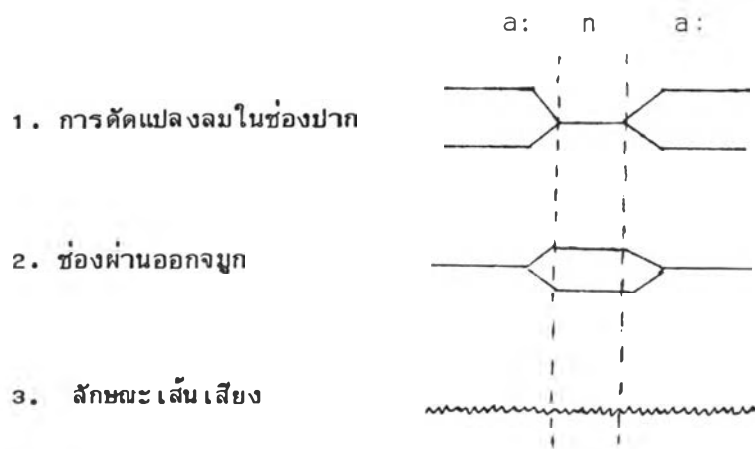 a: n a:
1. การดัดแปลงลมในช่องปาก
2. ช่องผ่านออกจมูก
3. ลักษณะเส้นเสียง